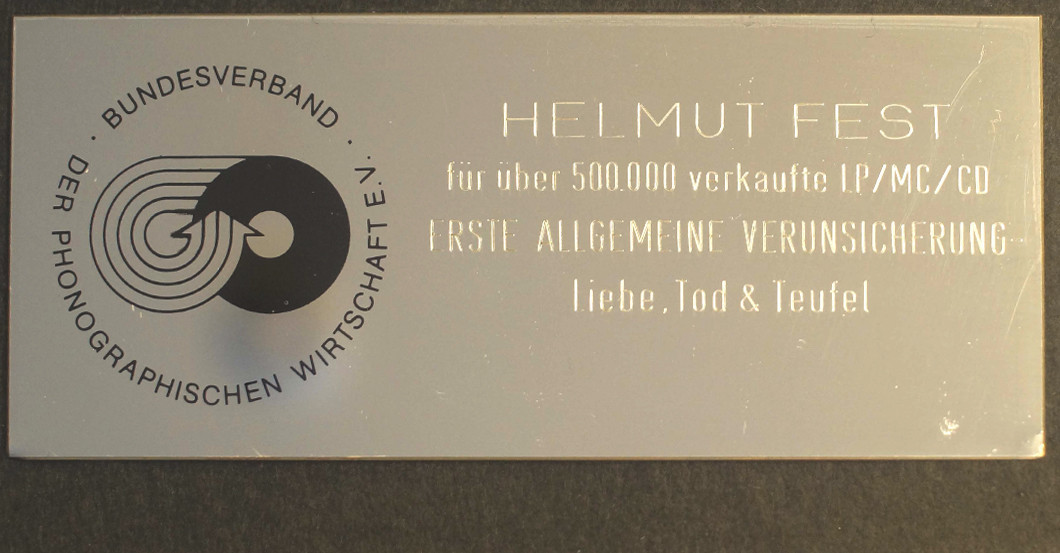 · BUNDESVERBAND ·
DER PHONOGRAPHISCHEN WIRTSCHAFT E.V.
HELMUT FEST
für über 500.000 verkaufte LP/MC/CD
ERSTE ALLGEMEINE VERUNSICHERUNG
Liebe, Tod & Teufel